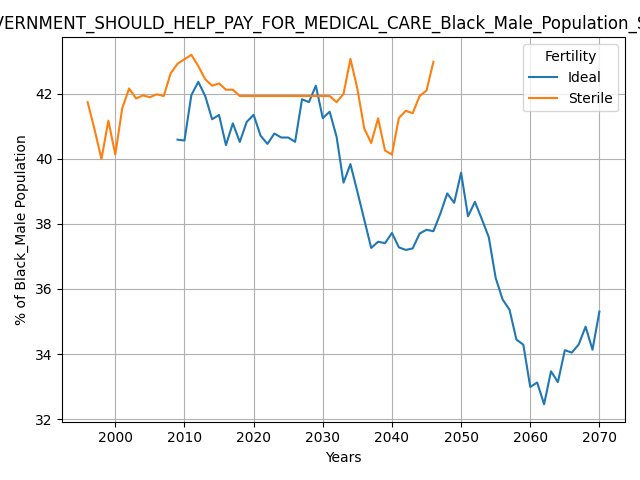 VERNMENT_SHOULD_HELP_PAY_FOR_MEDICAL_CARE_Black_Male_Population_S
Fertility
Ideal
Sterile
% of Black_Male Population
42
40
38
36
34
32
2000 2010 2020 2030 2040 2050 2060 2070
Years